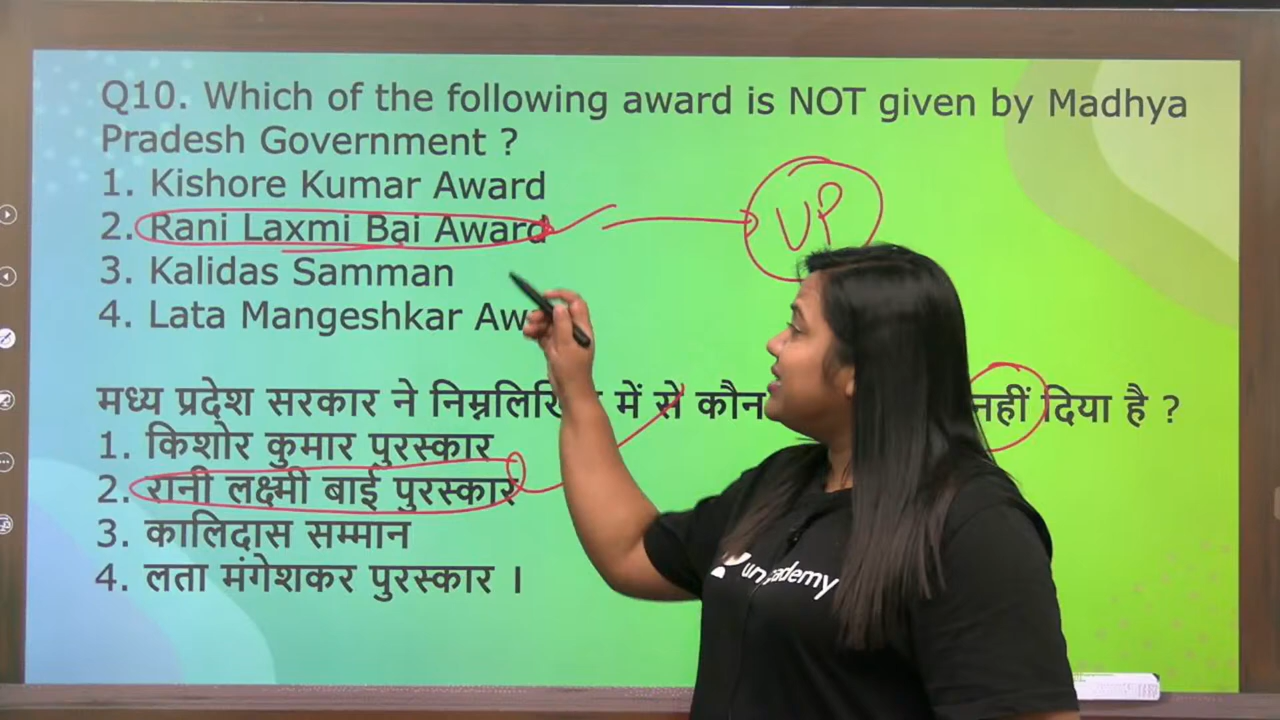 Q10. Which of the following award is NOT given by Madhya
Pradesh Government ?
1. Kishore Kumar Award
2. Rani Laxmi Bai Award
UP
3. Kalidas Samman
4. Lata Mangeshkar Aw
मध्य प्रदेश सरकार ने में से कौन नहीं दिया है ?
1. किशोर कुमार पुरस्कार
2. रानी लक्ष्मी बाई पुरस्कार
3. कालिदास सम्मान
4. लता मंगेशकर पुरस्कार ।
unacademy